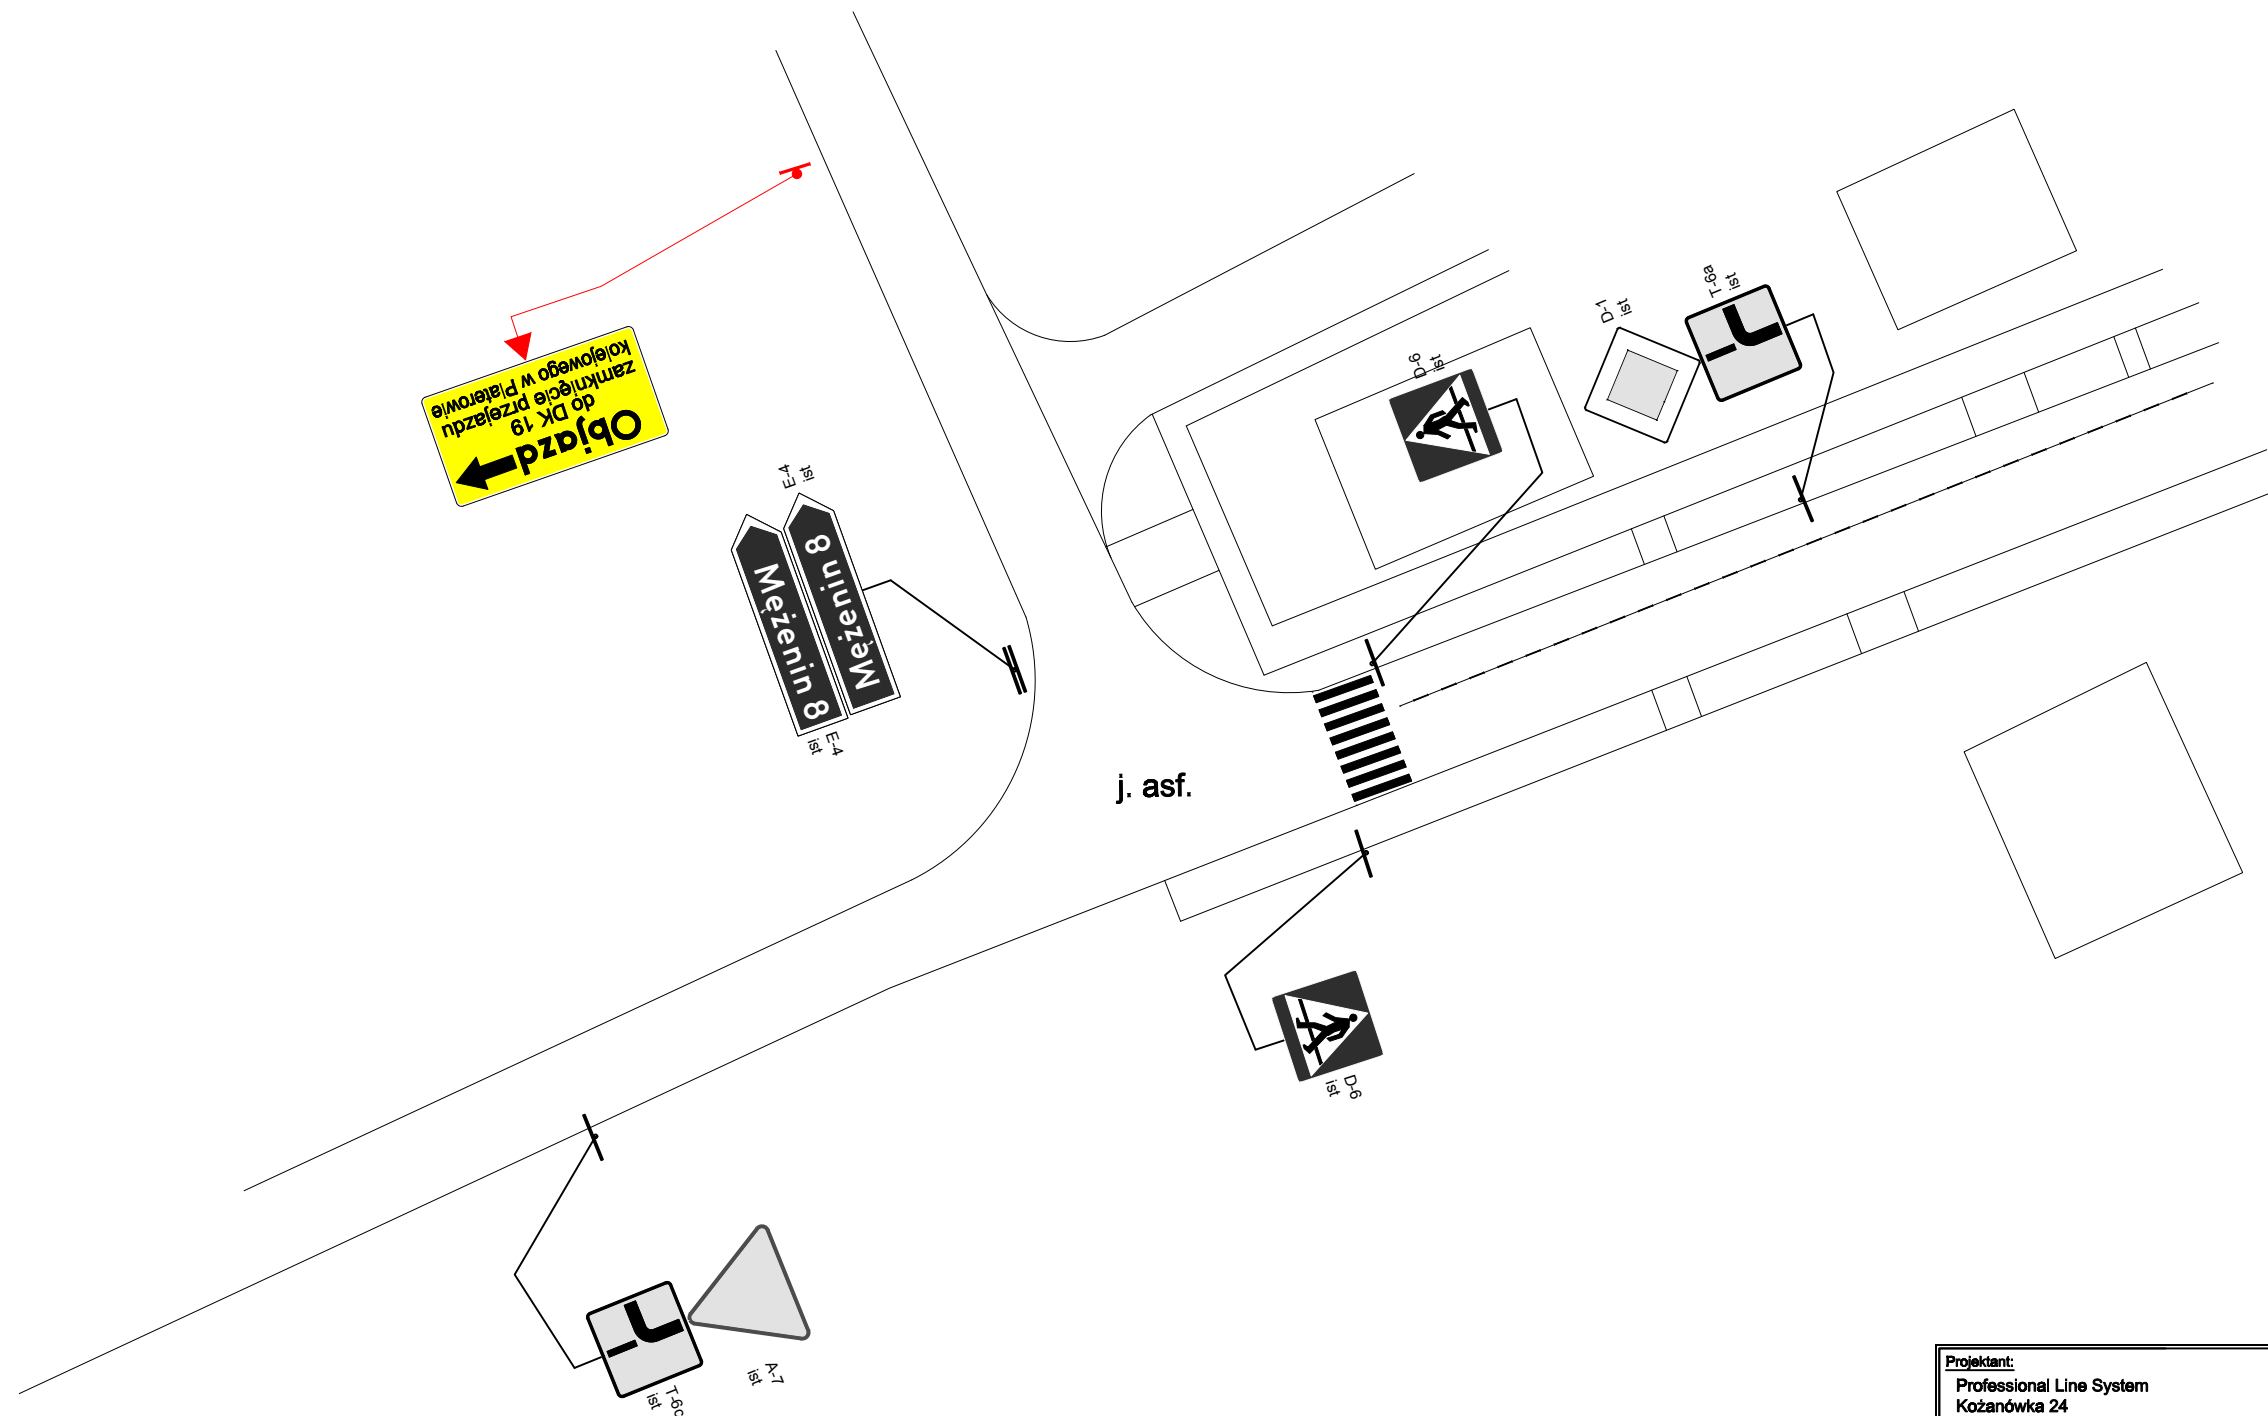 Objazd
do DK 19
zamknięcie przejazdu
kolejowego w Platerowie
E-4
ist
Mężenin 8
Mężenin 8
E-4
ist
D-6
ist
D-1
ist
T-6a
ist
j. asf.
D-6
ist
A-7
ist
T-6c
ist
Projektant:
Professional Line System
Kożanówka 24